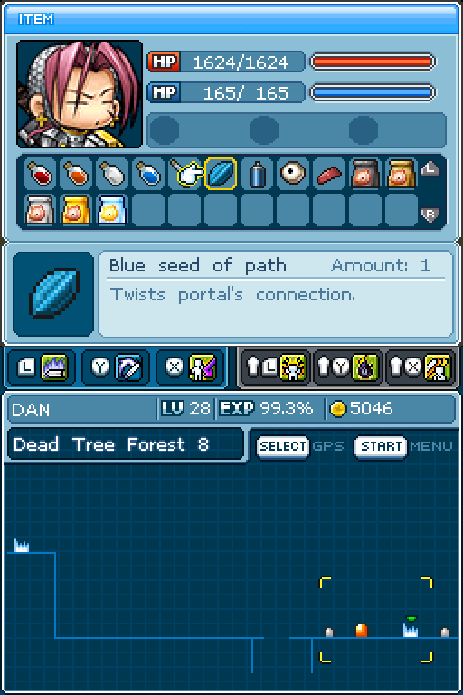 ITEM
HP 1624/1624
HP 165/ 165
L
R
Blue seed of path Amount: 1
Twists portal's connection.
L Y X L Y X
DAN LV 28 EXP 99.3% 5046
Dead Tree Forest 8 SELECT GPS START MENU